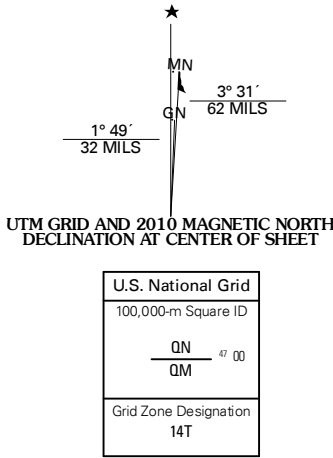 MN
3° 31´
62 MILS
GN
1° 49´
32 MILS
UTM GRID AND 2010 MAGNETIC NORTH
DECLINATION AT CENTER OF SHEET
U.S. National Grid
100,000-m Square ID
QN
47 00
QM
Grid Zone Designation
14T